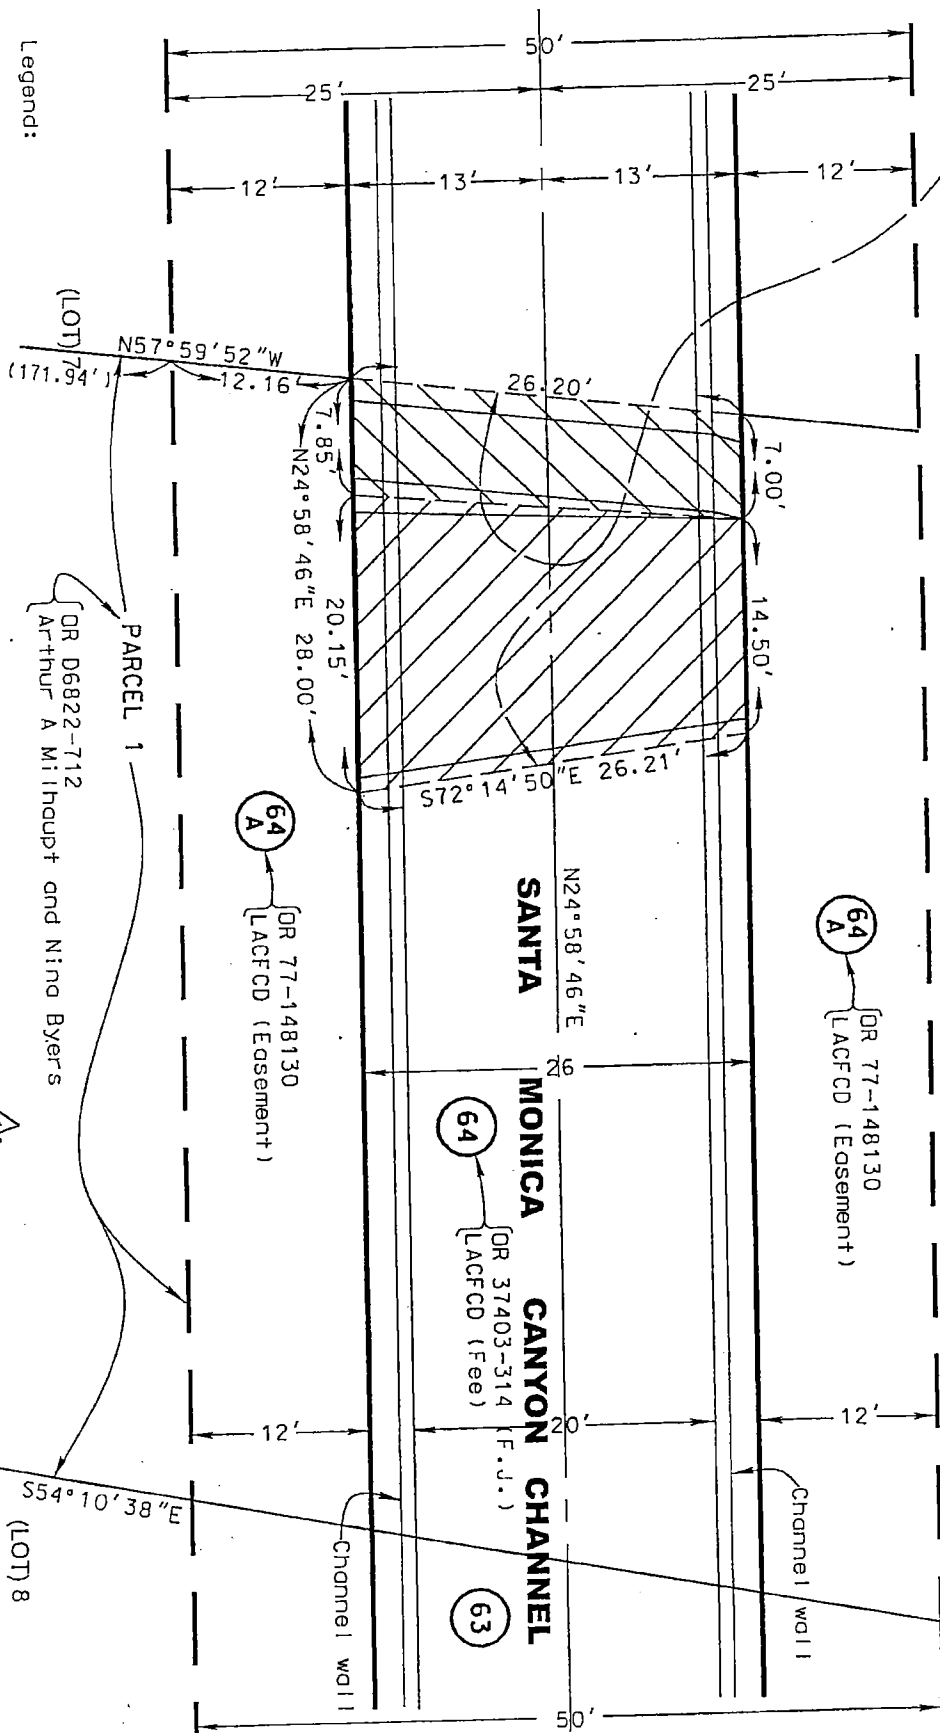 50'
25'
25'
12'
13'
13'
12'
Legend:
(LOT) 7
N57°59'52"W
(171.94')
12.16'
26.20'
7.85'
7.00'
N24°58'46"E 28.00'
20.15'
14.50'
S72°14'50"E 26.21'
PARCEL 1
OR D6822-712
Arthur A Milhaupt and Nina Byers
64
A
OR 77-148130
LACFCD (Easement)
64
A
OR 77-148130
LACFCD (Easement)
N24°58'46"E
SANTA MONICA CANYON CHANNEL
26
64
OR 37403-314 (F.J.)
LACFCD (Fee)
63
12'
20'
12'
Channel wall
Channel wall
S54°10'38"E
(LOT) 8
50'